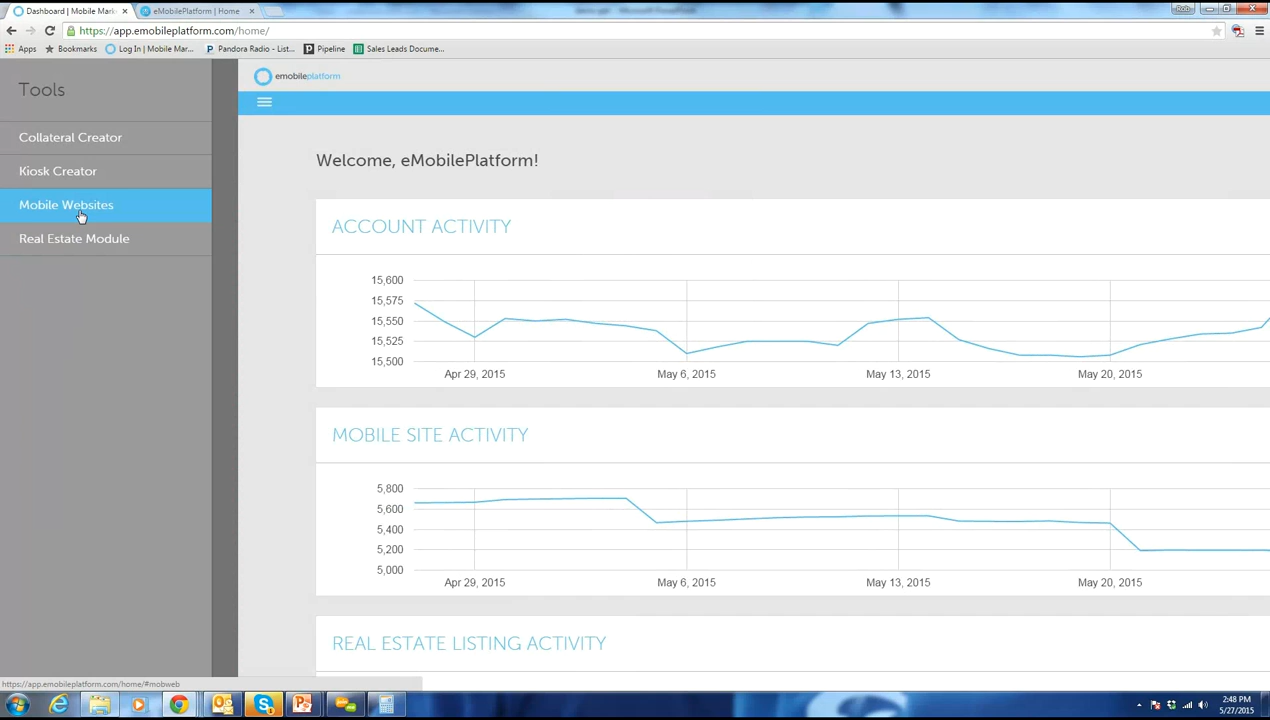 Dashboard | Mobile Mark
eMobilePlatform | Home
Rob
https://app.emobileplatform.com/home/
Apps
Bookmarks
Log In | Mobile Mar...
Pandora Radio - List...
Pipeline
Sales Leads Docume...
Tools
Collateral Creator
Kiosk Creator
Mobile Websites
Real Estate Module
emobileplatform
Welcome, eMobilePlatform!
ACCOUNT ACTIVITY
15,600
15,575
15,550
15,525
15,500
Apr 29, 2015
May 6, 2015
May 13, 2015
May 20, 2015
MOBILE SITE ACTIVITY
5,800
5,600
5,400
5,200
5,000
Apr 29, 2015
May 6, 2015
May 13, 2015
May 20, 2015
REAL ESTATE LISTING ACTIVITY
https://app.emobileplatform.com/home/#mobweb
2:48 PM
5/27/2015